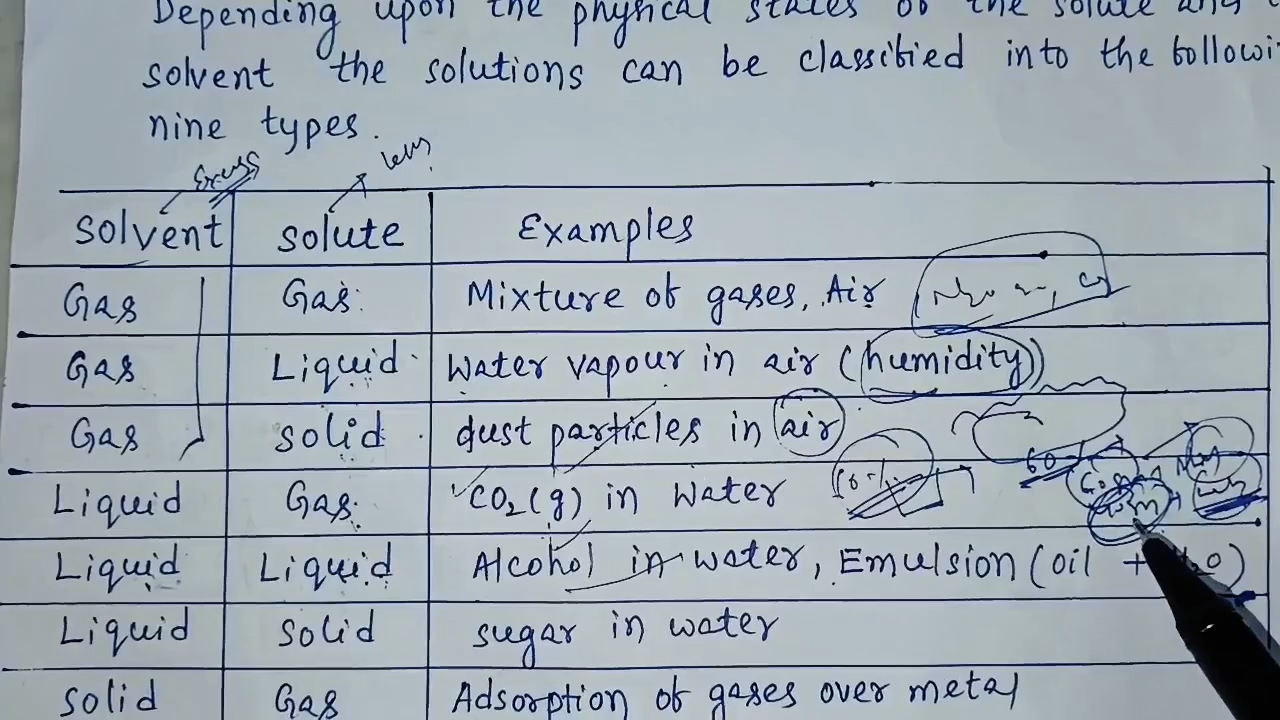 Depending upon the physical states of the solute and
solvent the solutions can be classified into the followi
nine types.
Excess less
Solvent Solute Examples
Gas Gas Mixture of gases, Air
Gas Liquid Water vapour in air (humidity)
Gas Solid dust particles in air
Liquid Gas CO2(g) in Water
Liquid Liquid Alcohol in water, Emulsion (oil +
Liquid Solid sugar in water
Solid Gas Adsorption of gases over metal